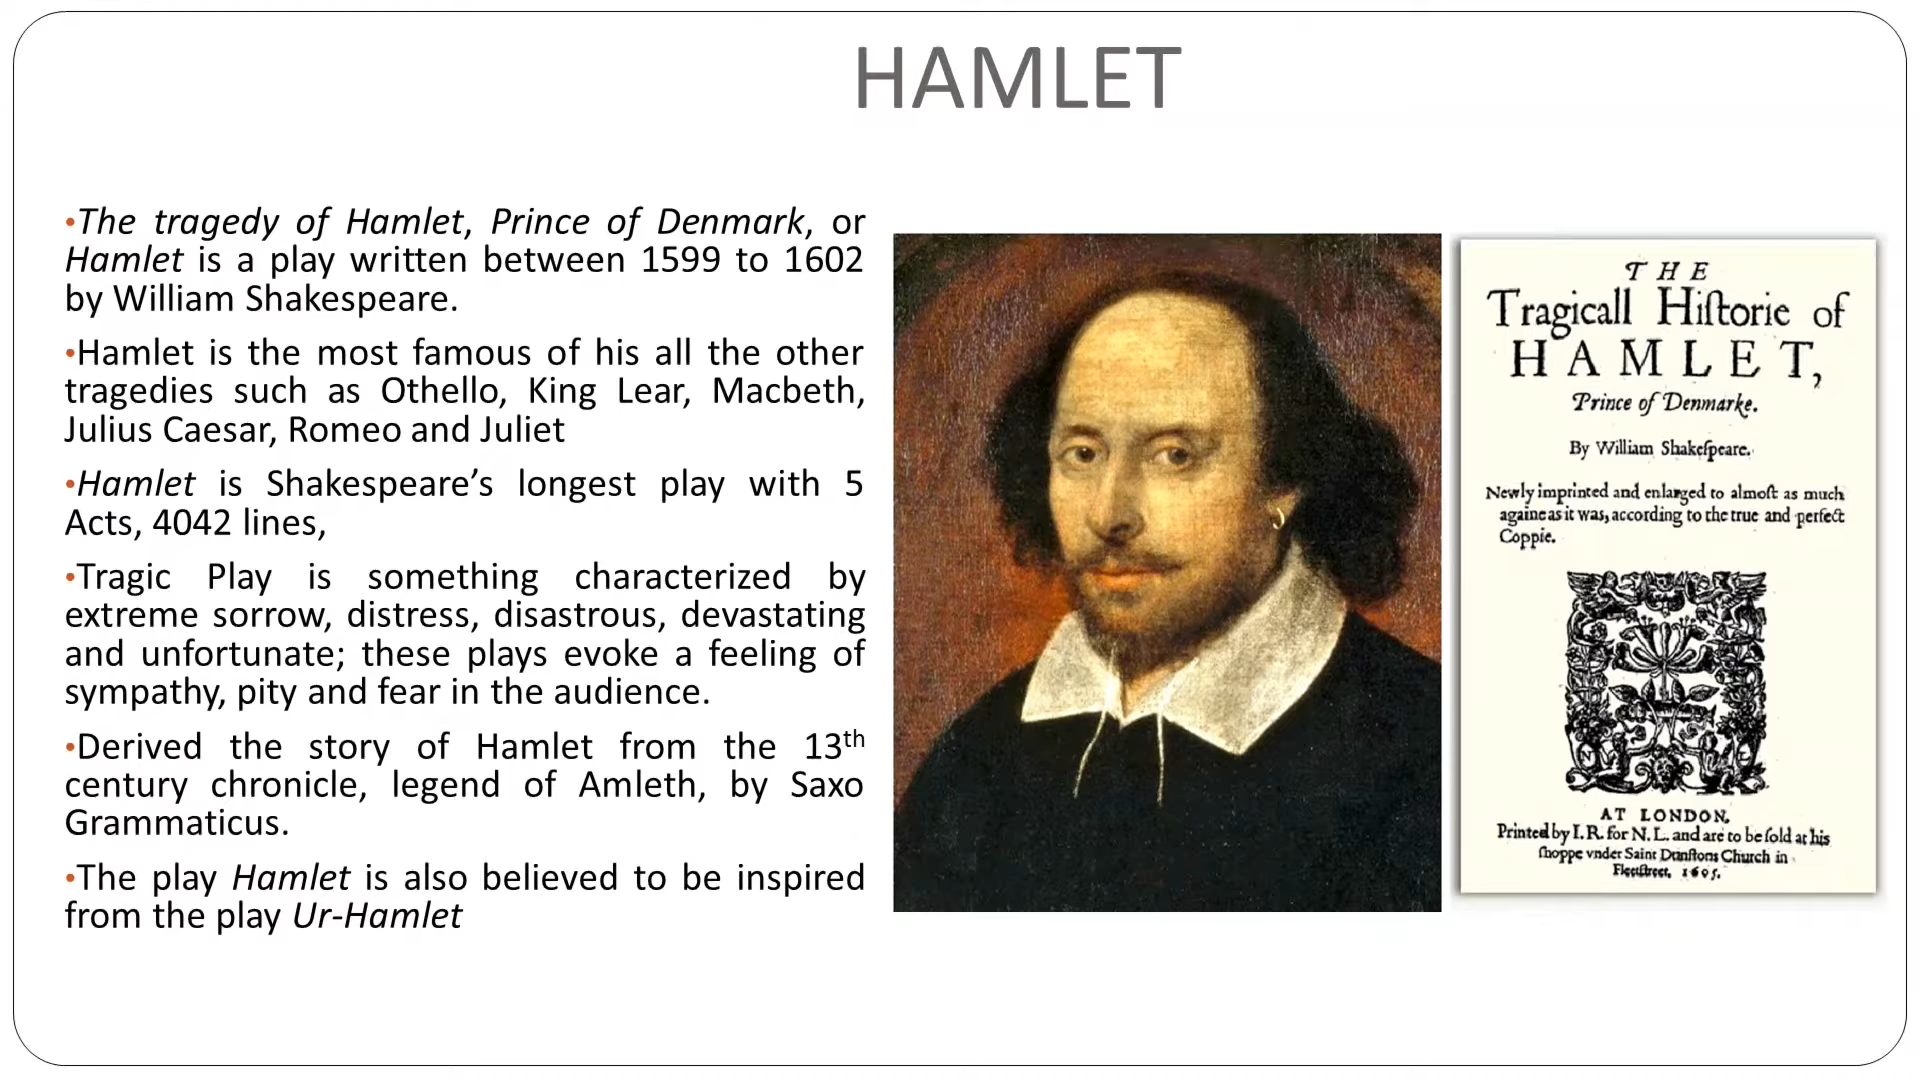 HAMLET
•The tragedy of Hamlet, Prince of Denmark, or
Hamlet is a play written between 1599 to 1602
by William Shakespeare.
•Hamlet is the most famous of his all the other
tragedies such as Othello, King Lear, Macbeth,
Julius Caesar, Romeo and Juliet
•Hamlet is Shakespeare’s longest play with 5
Acts, 4042 lines,
•Tragic Play is something characterized by
extreme sorrow, distress, disastrous, devastating
and unfortunate; these plays evoke a feeling of
sympathy, pity and fear in the audience.
•Derived the story of Hamlet from the 13th
century chronicle, legend of Amleth, by Saxo
Grammaticus.
•The play Hamlet is also believed to be inspired
from the play Ur-Hamlet
THE
Tragicall Hiſtorie of
HAMLET,
Prince of Denmarke.
By William Shakeſpeare.
Newly imprinted and enlarged to almoſt as much
againe as it was, according to the true and perfect
Coppie.
AT LONDON,
Printed by I. R. for N. L. and are to be ſold at his
ſhoppe vnder Saint Dunſtons Church in
Fleetſtreet. 1605.